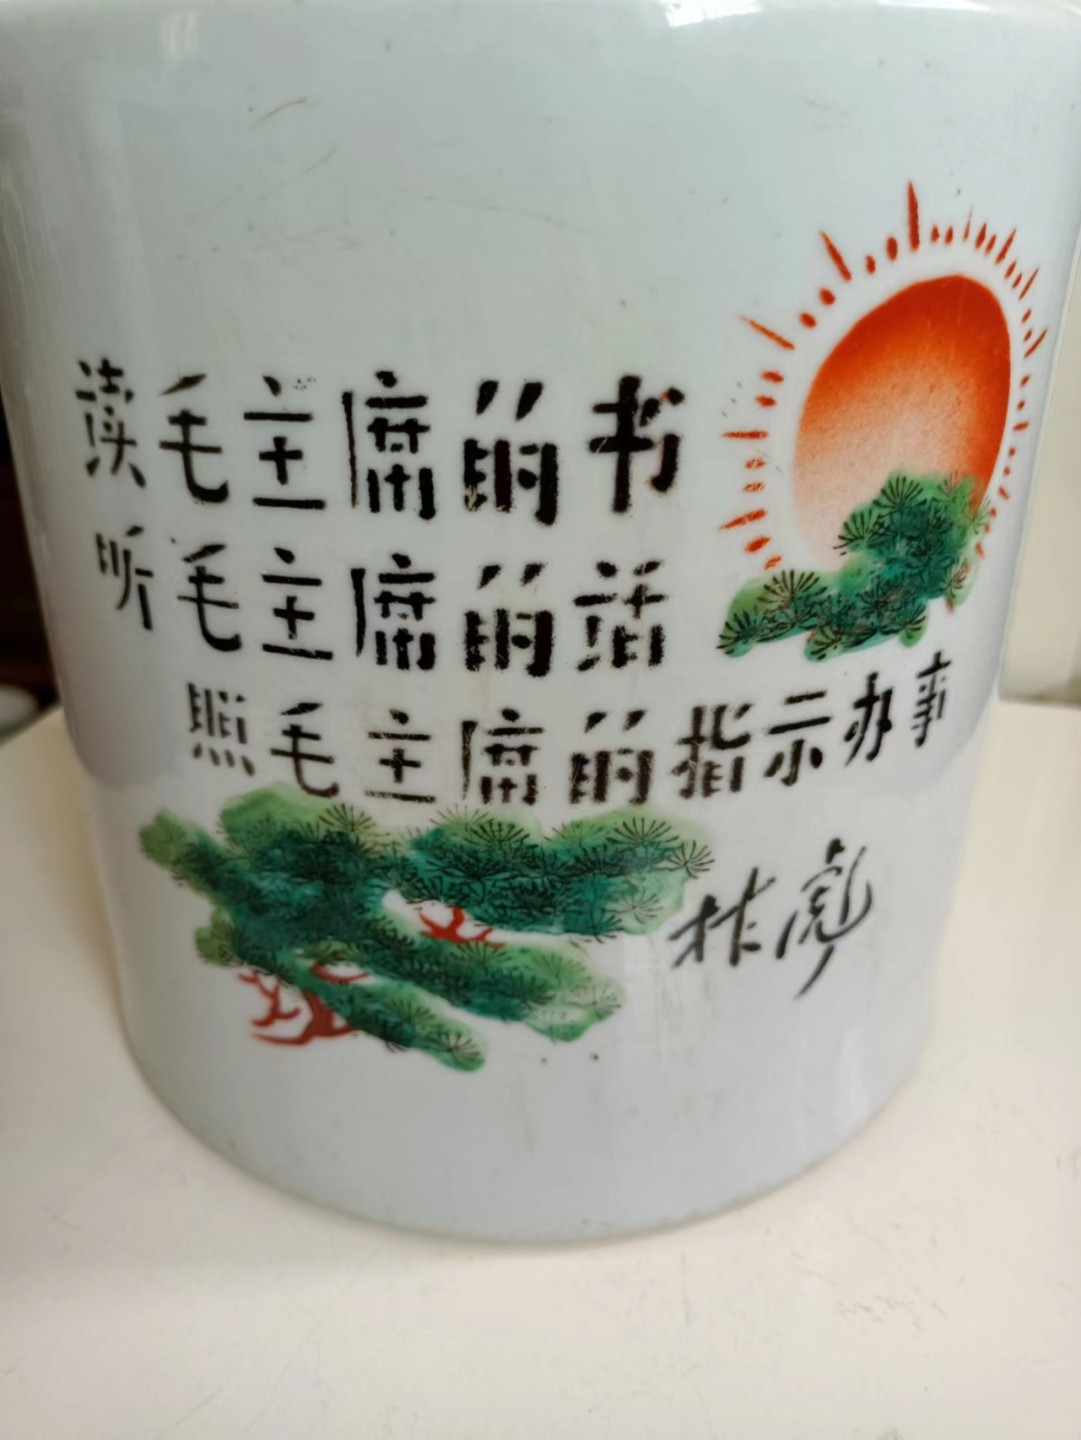 读毛主席的书
听毛主席的话
照毛主席的指示办事
林彪